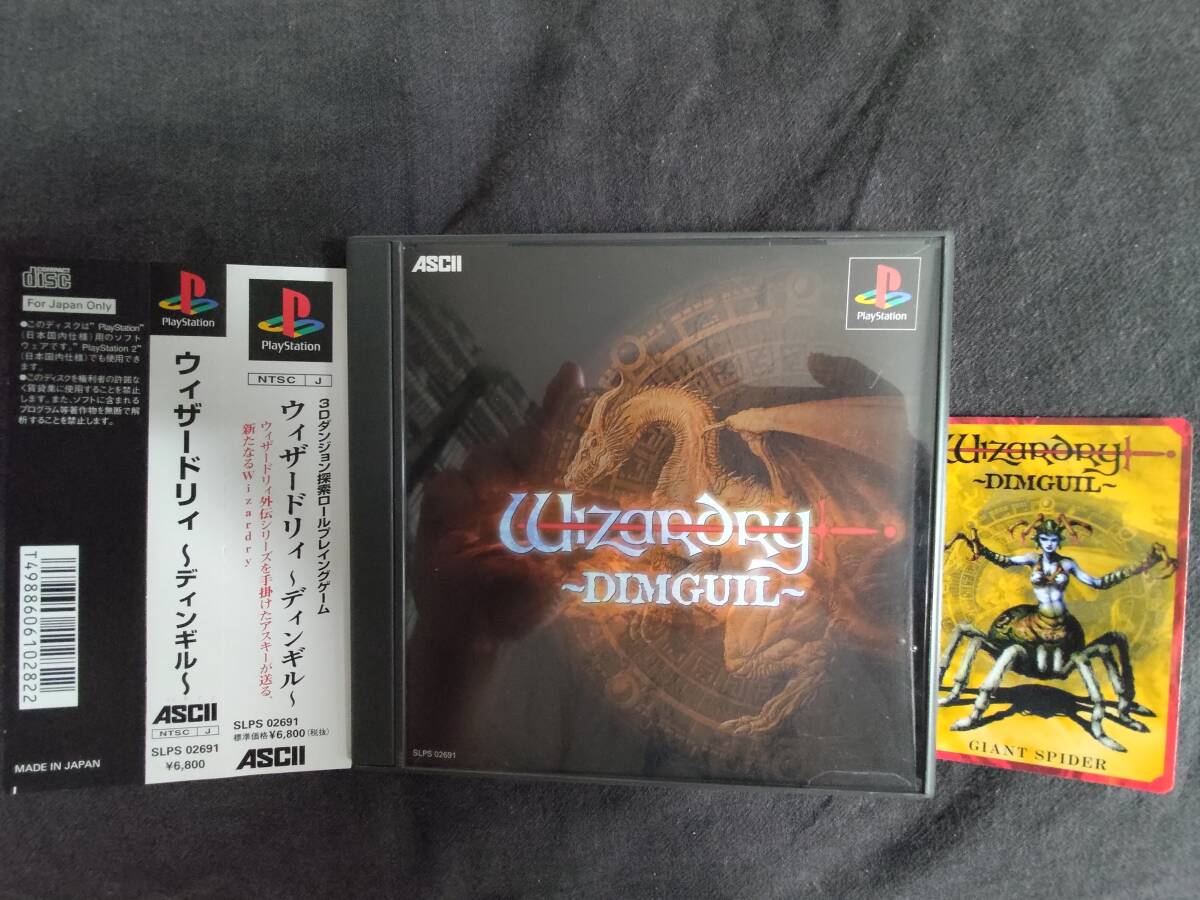 COMPACT
disc
For Japan Only
●このディスクは" PlayStation"
(日本国内仕様)用のソフト
ウェアです。" PlayStation 2"
(日本国内仕様)でも使用でき
ます。
●このディスクを権利者の許諾な
く賃貸業に使用することを禁止
します。また、ソフトに含まれる
プログラム等著作物を無断で解
析することを禁止します。
T4988606102822
MADE IN JAPAN
PlayStation
ウィザードリィ ～ディンギル～
ASCII
NTSC J
SLPS 02691
¥6,800
PlayStation
NTSC J
3Dダンジョン探索ロールプレイングゲーム
ウィザードリィ ～ディンギル～
ウィザードリィ外伝シリーズを手掛けたアスキーが送る、
新たなるWizardry
SLPS 02691
標準価格¥6,800(税抜)
ASCII
ASCII
PlayStation
Wizardry
~DIMGUIL~
SLPS 02691
Wizardry
~DIMGUIL~
GIANT SPIDER